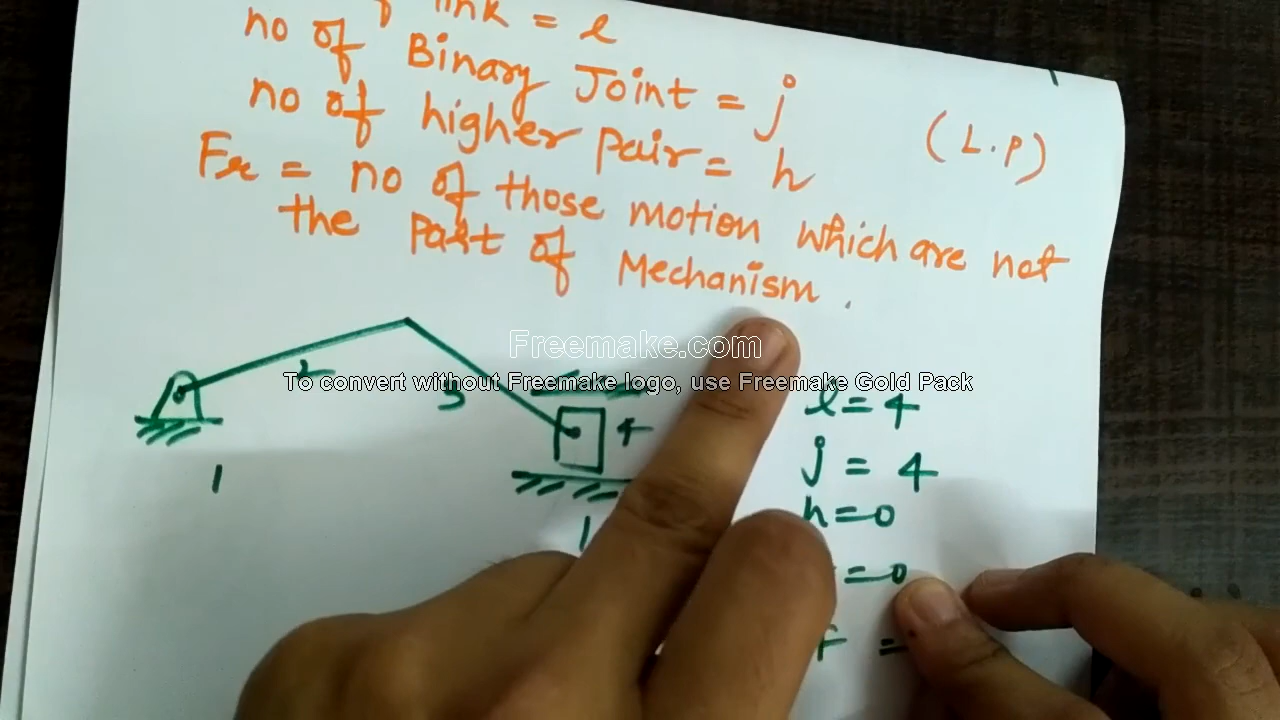 link = l
no of Binary Joint = j
no of higher pair = h
(L.P)
Fr = no of those motion which are not
the Part of Mechanism.
Freemake.com
To convert without Freemake logo, use Freemake Gold Pack
2
3
4
1
1
l = 4
j = 4
h = 0
= 0
F =